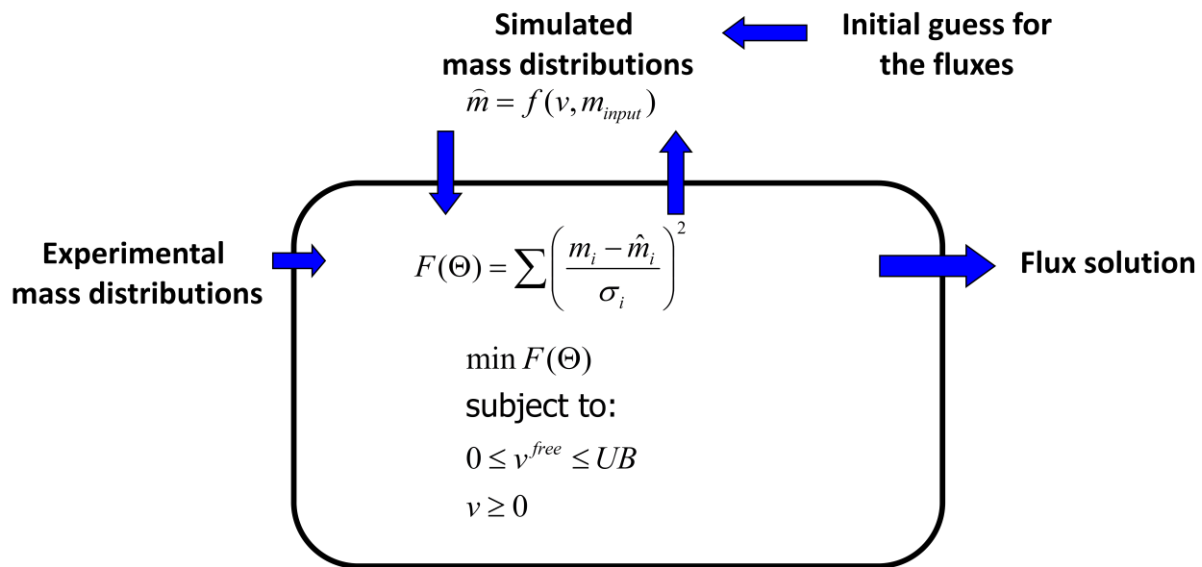 Simulated
mass distributions
Initial guess for
the fluxes
m̂ = f(v, m_input)
Experimental
mass distributions
F(Θ) = ∑((m_i − m̂_i)/σ_i)^2
Flux solution
min F(Θ)
subject to:
0 ≤ v^free ≤ UB
v ≥ 0